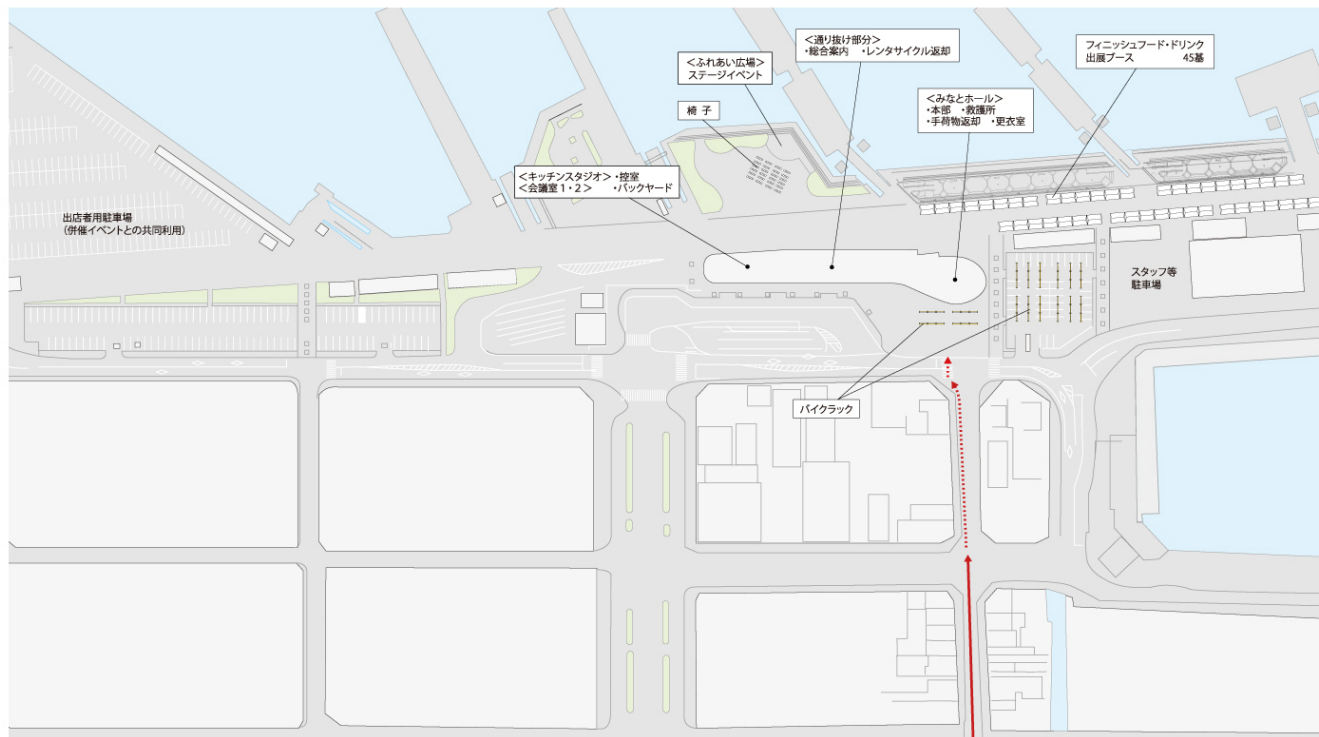 <通り抜け部分>
・総合案内　・レンタサイクル返却
フィニッシュフード・ドリンク
出展ブース　　　45基
<ふれあい広場>
ステージイベント
椅 子
<みなとホール>
・本部　・救護所
・手荷物返却　・更衣室
<キッチンスタジオ>・控室
<会議室1・2>　・バックヤード
出店者用駐車場
（併催イベントとの共同利用）
スタッフ等
駐車場
バイクラック